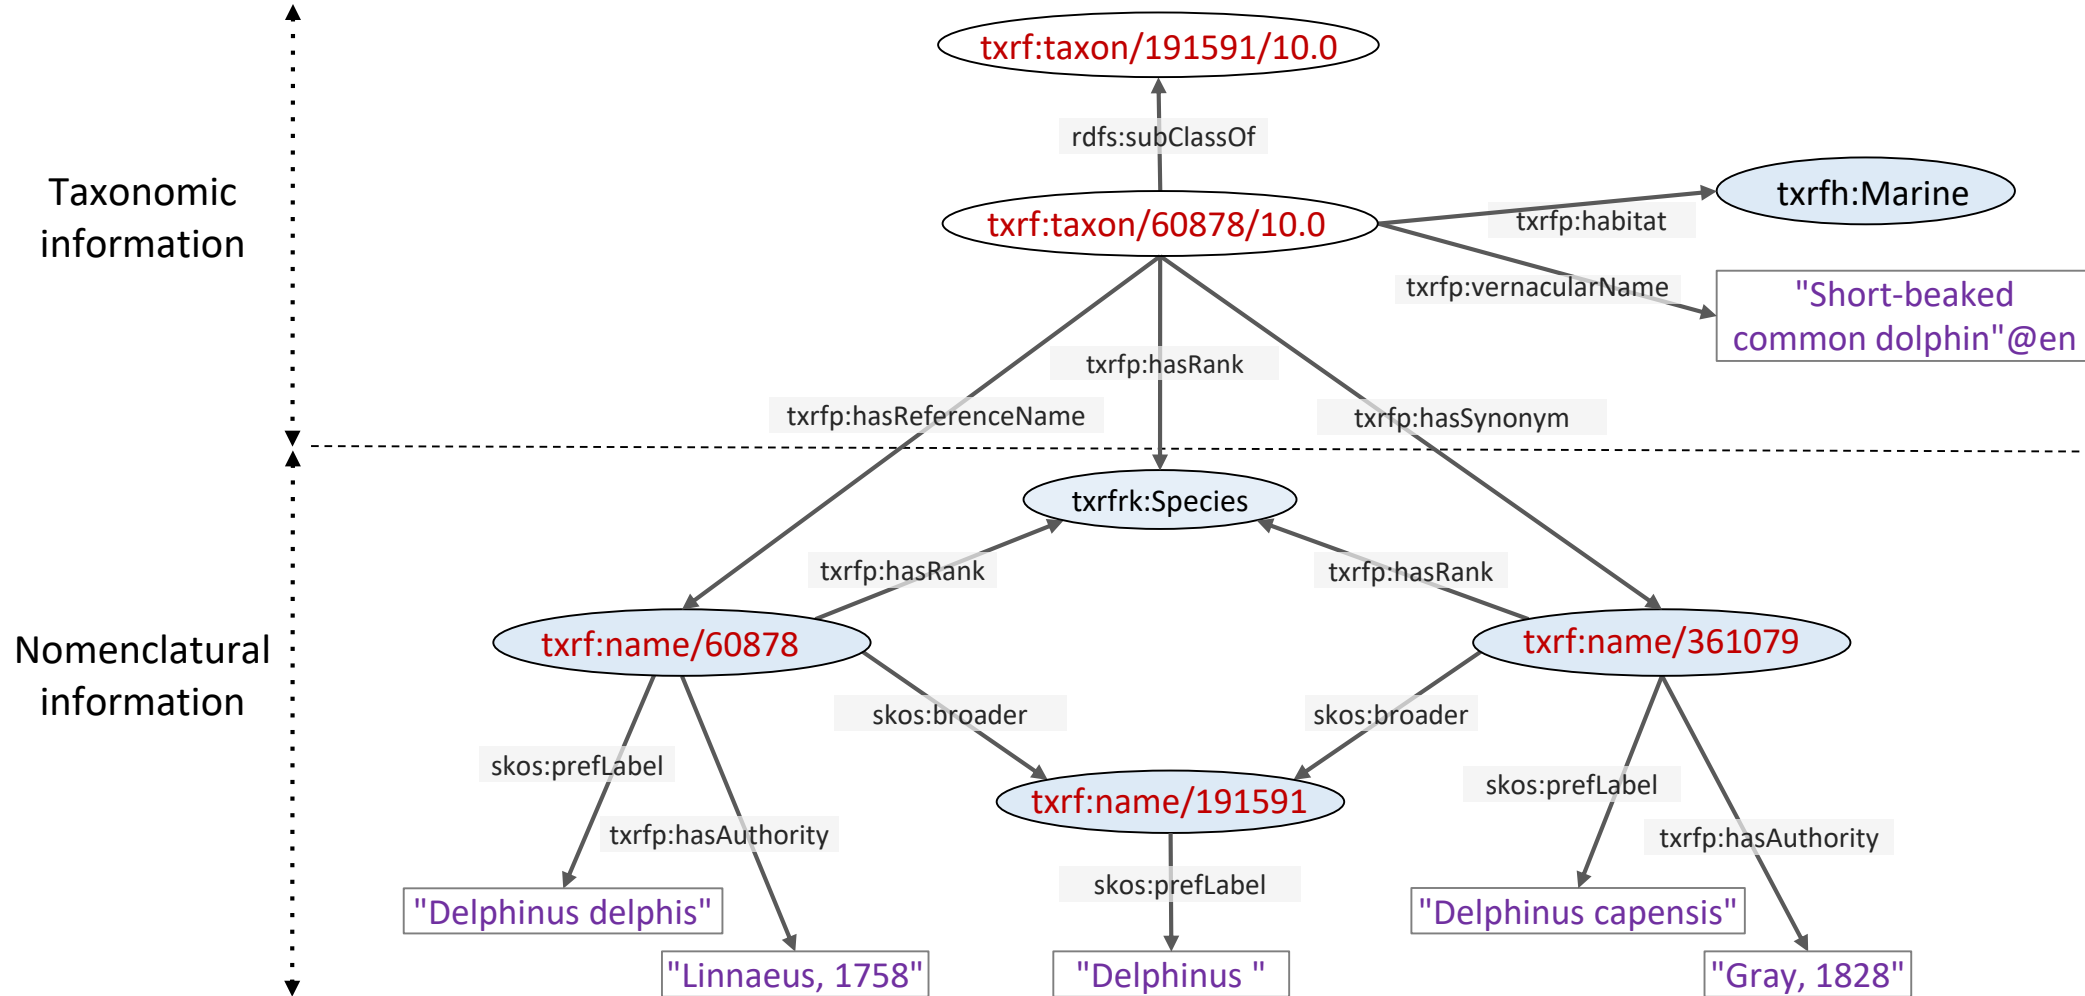 txrf:taxon/191591/10.0
rdfs:subClassOf
Taxonomic
information
txrf:taxon/60878/10.0
txrfh:Marine
txrfp:habitat
txrfp:vernacularName
"Short-beaked
common dolphin"@en
txrfp:hasRank
txrfp:hasReferenceName
txrfp:hasSynonym
txrfrk:Species
txrfp:hasRank
txrfp:hasRank
Nomenclatural
information
txrf:name/60878
txrf:name/361079
skos:broader
skos:broader
skos:prefLabel
skos:prefLabel
txrf:name/191591
txrfp:hasAuthority
txrfp:hasAuthority
skos:prefLabel
"Delphinus delphis"
"Delphinus capensis"
"Linnaeus, 1758"
"Delphinus "
"Gray, 1828"